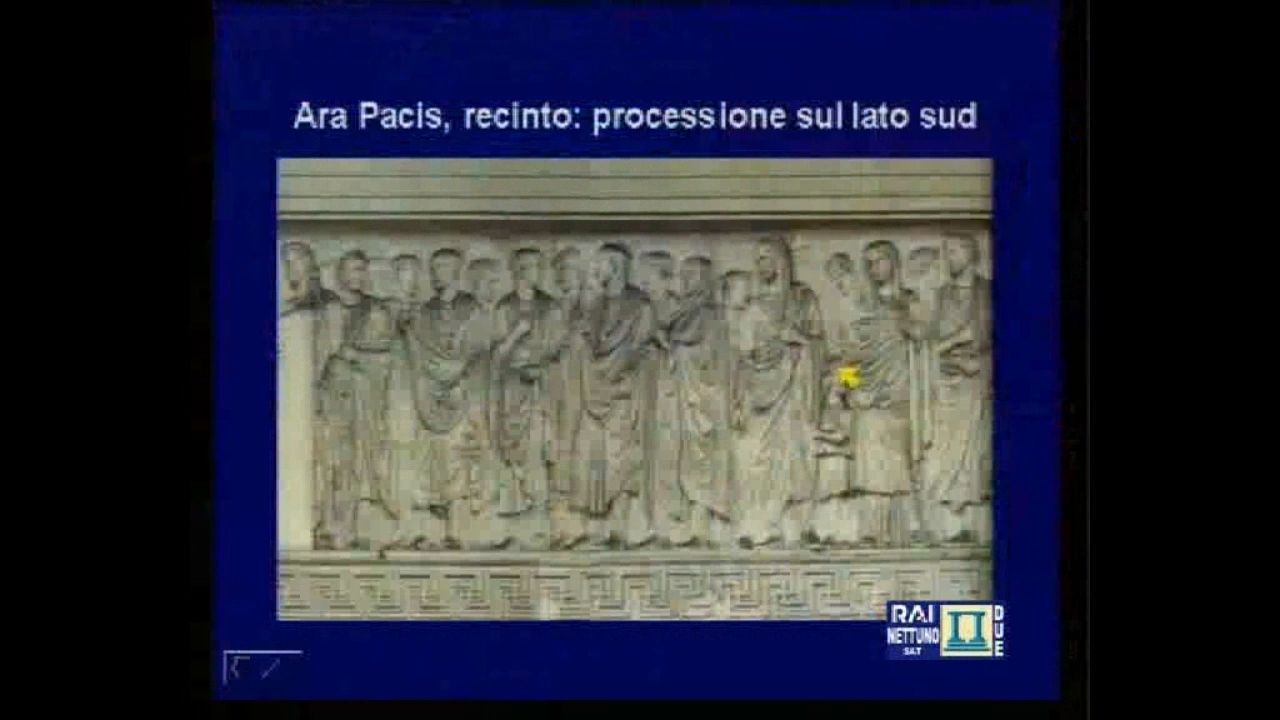 Ara Pacis, recinto: processione sul lato sud
RAI
NETTUNO
SAT
DUE